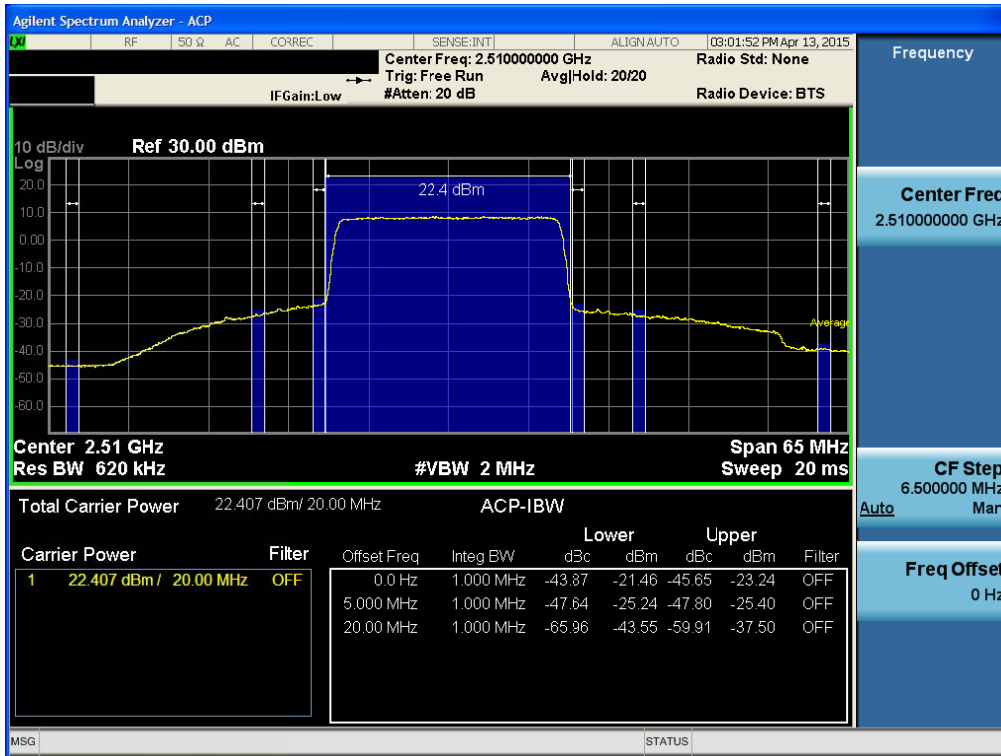 Agilent Spectrum Analyzer - ACP
LXI RF 50 Ω AC CORREC SENSE:INT ALIGN AUTO 03:01:52 PM Apr 13, 2015
Center Freq: 2.510000000 GHz Radio Std: None
Trig: Free Run Avg|Hold: 20/20
IFGain:Low #Atten: 20 dB Radio Device: BTS
10 dB/div Ref 30.00 dBm
Log
20.0
22.4 dBm
10.0
0.00
-10.0
-20.0
-30.0
Average
-40.0
-50.0
-60.0
Center 2.51 GHz Span 65 MHz
Res BW 620 kHz #VBW 2 MHz Sweep 20 ms
Total Carrier Power 22.407 dBm/ 20.00 MHz ACP-IBW
Lower Upper
Carrier Power Filter Offset Freq Integ BW dBc dBm dBc dBm Filter
1 22.407 dBm / 20.00 MHz OFF 0.0 Hz 1.000 MHz -43.87 -21.46 -45.65 -23.24 OFF
5.000 MHz 1.000 MHz -47.64 -25.24 -47.80 -25.40 OFF
20.00 MHz 1.000 MHz -65.96 -43.55 -59.91 -37.50 OFF
MSG STATUS
Frequency
Center Freq
2.510000000 GHz
CF Step
6.500000 MHz
Auto Man
Freq Offset
0 Hz